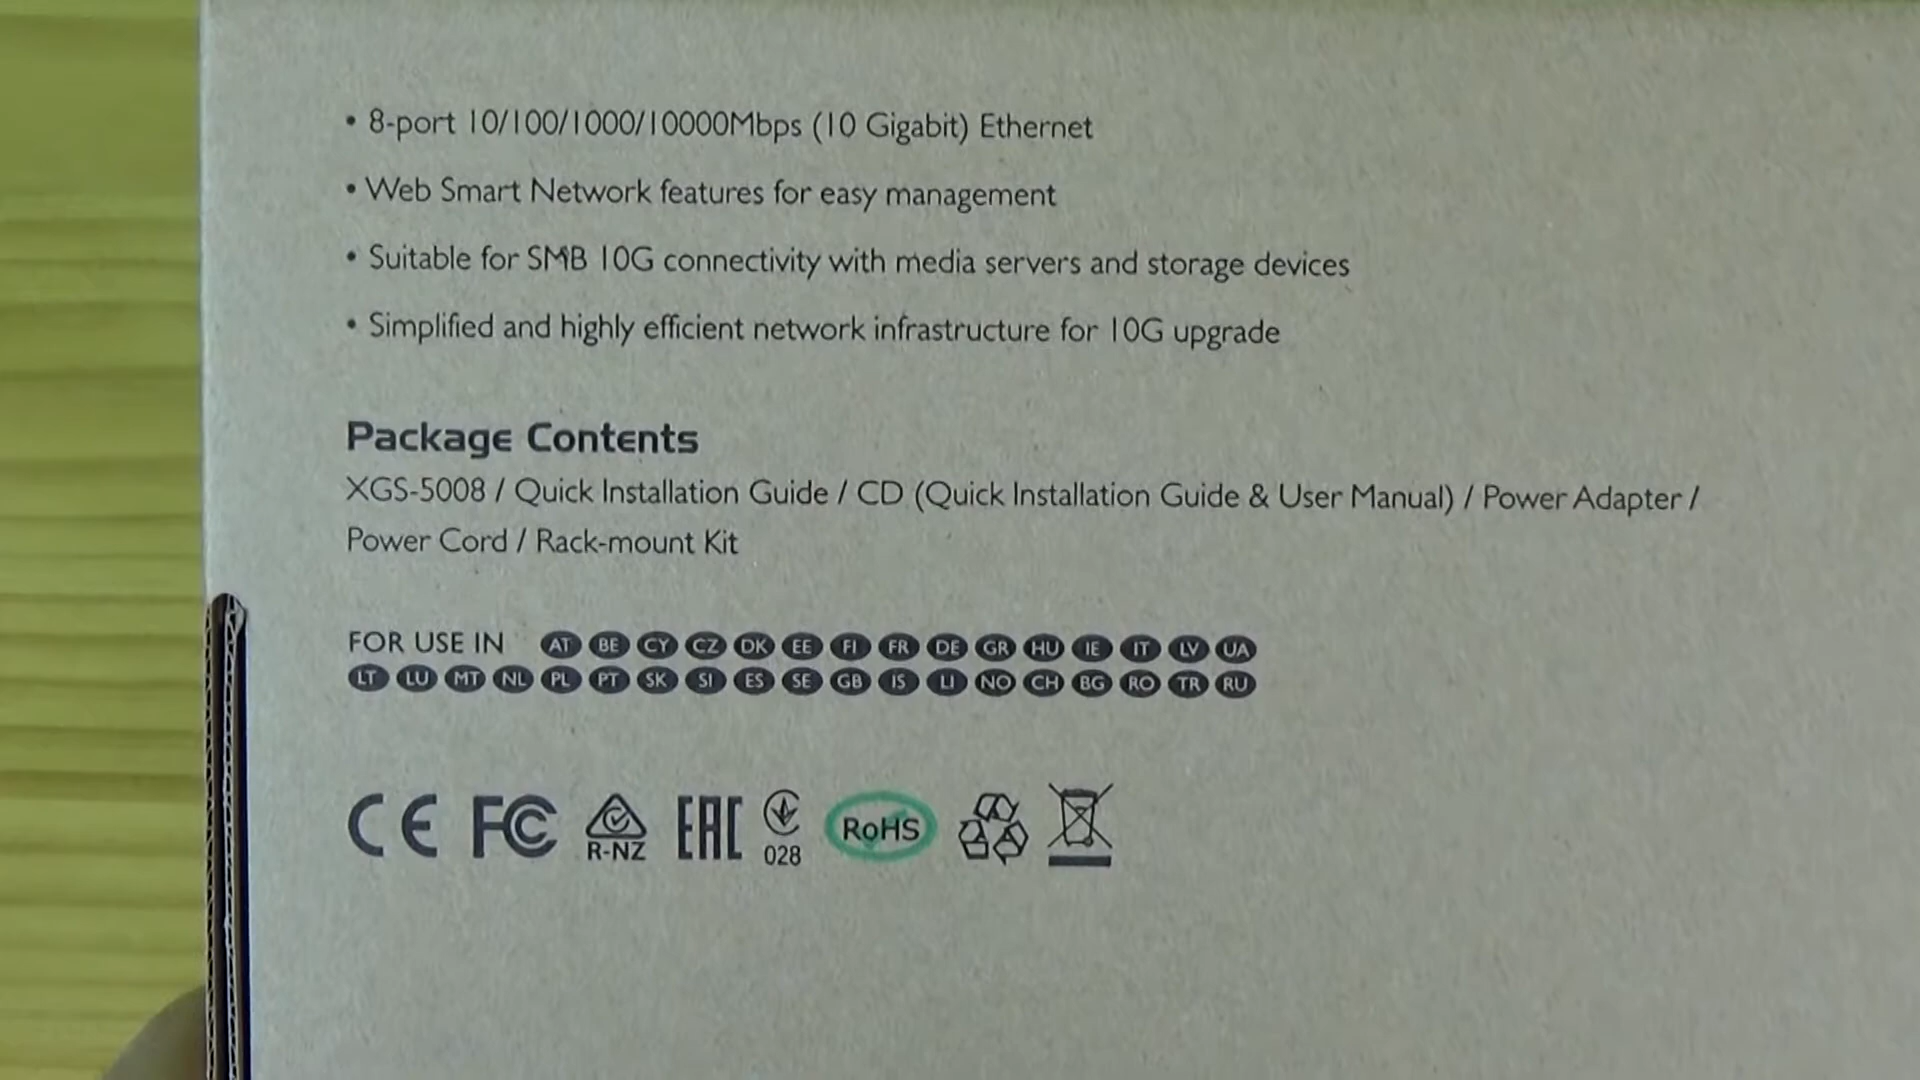 • 8-port 10/100/1000/10000Mbps (10 Gigabit) Ethernet
• Web Smart Network features for easy management
• Suitable for SMB 10G connectivity with media servers and storage devices
• Simplified and highly efficient network infrastructure for 10G upgrade
Package Contents
XGS-5008 / Quick Installation Guide / CD (Quick Installation Guide & User Manual) / Power Adapter /
Power Cord / Rack-mount Kit
FOR USE IN AT BE CY CZ DK EE FI FR DE GR HU IE IT LV UA
LT LU MT NL PL PT SK SI ES SE GB IS LI NO CH BG RO TR RU
CE FC R-NZ EAC 028 RoHS